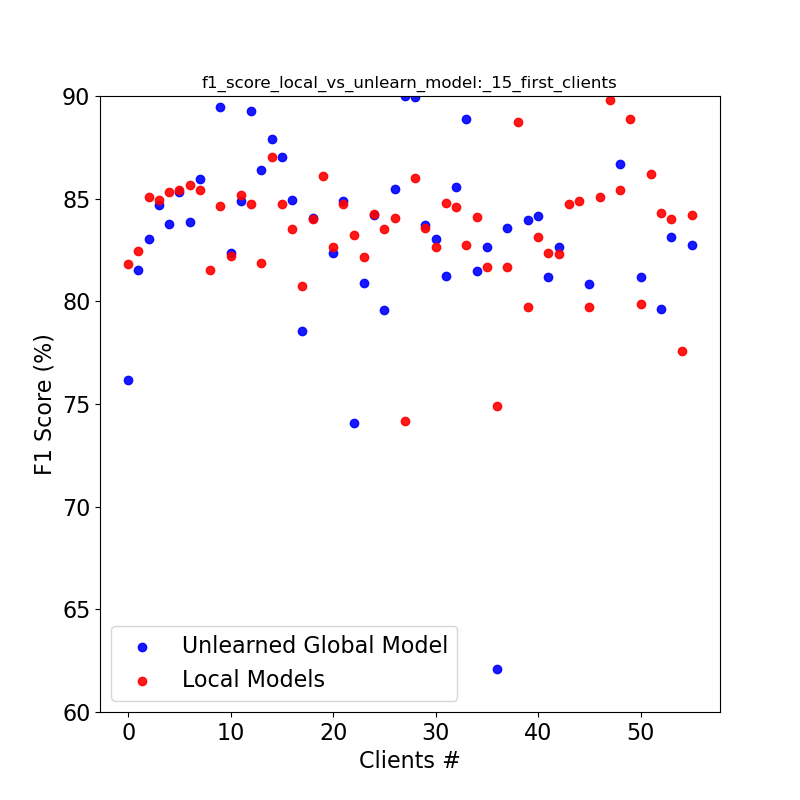 f1_score_local_vs_unlearn_model:_15_first_clients
90
85
80
75
70
65
60
F1 Score (%)
Unlearned Global Model
Local Models
0 10 20 30 40 50
Clients #